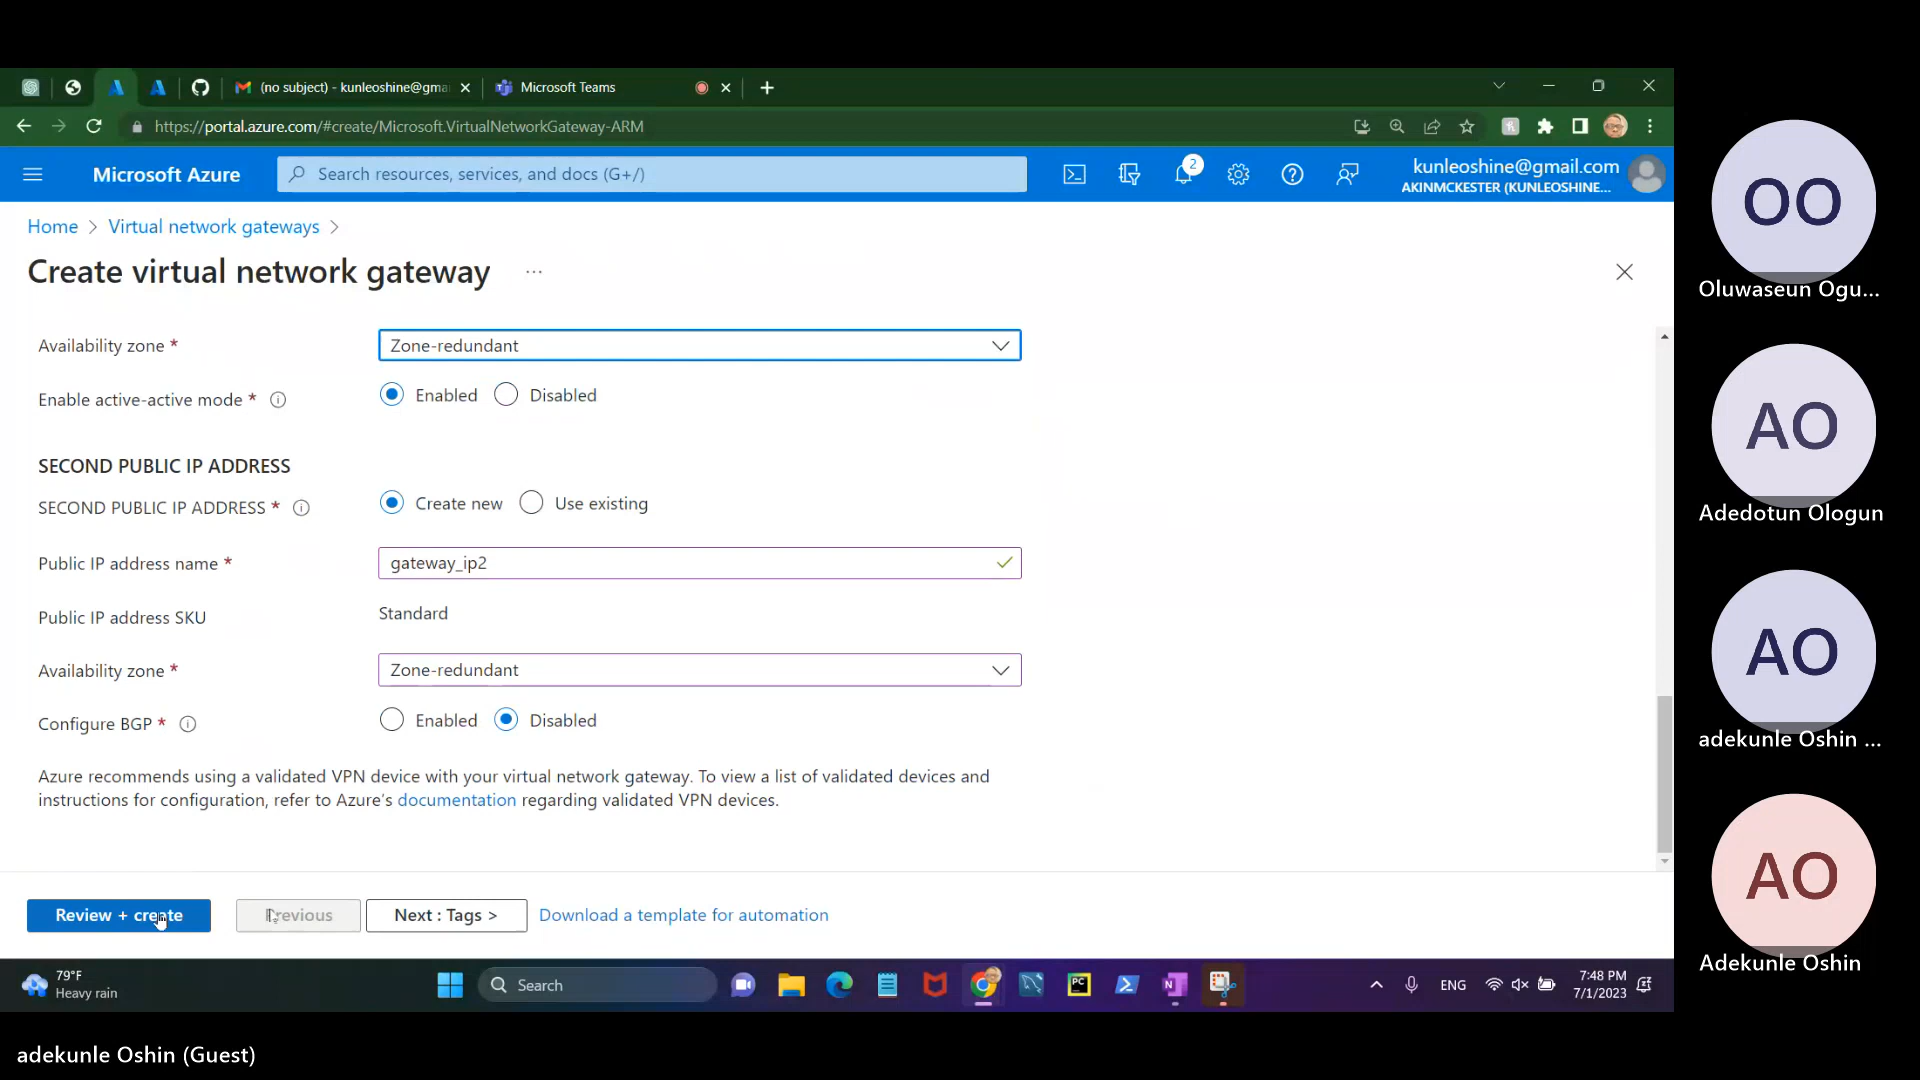 (no subject) - kunleoshine@gma
Microsoft Teams
https://portal.azure.com/#create/Microsoft.VirtualNetworkGateway-ARM
Microsoft Azure
Search resources, services, and docs (G+/)
2
kunleoshine@gmail.com
AKINMCKESTER (KUNLEOSHINE...
Home > Virtual network gateways >
Create virtual network gateway ...
Availability zone *
Zone-redundant
Enable active-active mode *
Enabled
Disabled
SECOND PUBLIC IP ADDRESS
SECOND PUBLIC IP ADDRESS *
Create new
Use existing
Public IP address name *
gateway_ip2
Public IP address SKU
Standard
Availability zone *
Zone-redundant
Configure BGP *
Enabled
Disabled
Azure recommends using a validated VPN device with your virtual network gateway. To view a list of validated devices and
instructions for configuration, refer to Azure's documentation regarding validated VPN devices.
Review + create
Previous
Next : Tags >
Download a template for automation
79°F
Heavy rain
Search
PC
N
ENG
7:48 PM
7/1/2023
OO
Oluwaseun Ogu...
AO
Adedotun Ologun
AO
adekunle Oshin ...
AO
Adekunle Oshin
adekunle Oshin (Guest)